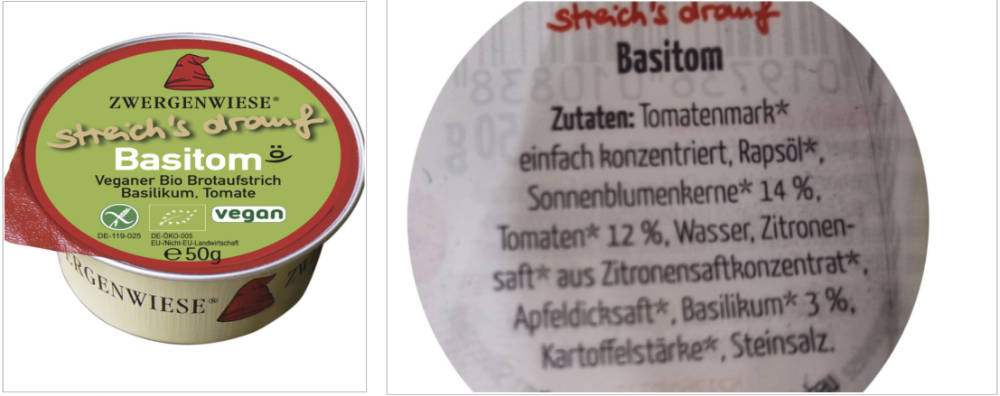 ZWERGENWIESE®
streich's drauf
Basitom
Veganer Bio Brotaufstrich
Basilikum, Tomate
vegan
DE-119-025
DE-ÖKO-005
EU-/Nicht-EU-Landwirtschaft
℮50g
ERGENWIESE®
ZW
streich's drauf
Basitom
Zutaten: Tomatenmark*
einfach konzentriert, Rapsöl*,
Sonnenblumenkerne* 14 %,
Tomaten* 12 %, Wasser, Zitronen-
saft* aus Zitronensaftkonzentrat*,
Apfeldicksaft*, Basilikum* 3 %,
Kartoffelstärke*, Steinsalz.